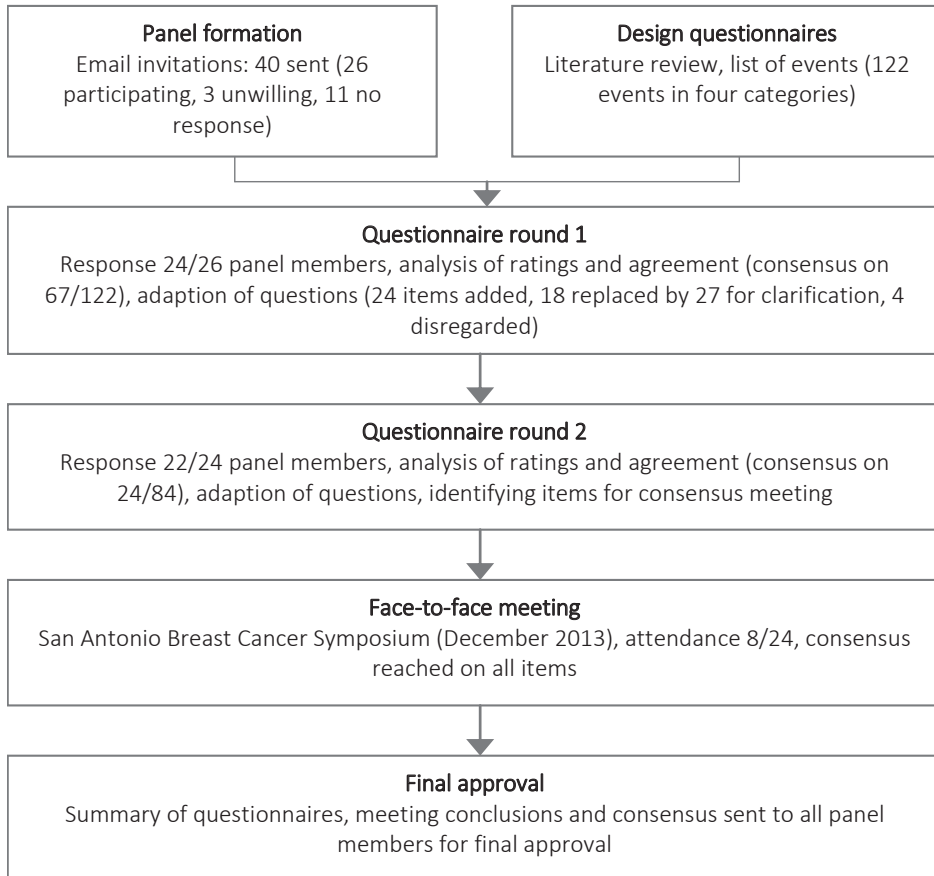 Panel formation
Email invitations: 40 sent (26
participating, 3 unwilling, 11 no
response)
Design questionnaires
Literature review, list of events (122
events in four categories)
Questionnaire round 1
Response 24/26 panel members, analysis of ratings and agreement (consensus on
67/122), adaption of questions (24 items added, 18 replaced by 27 for clarification, 4
disregarded)
Questionnaire round 2
Response 22/24 panel members, analysis of ratings and agreement (consensus on
24/84), adaption of questions, identifying items for consensus meeting
Face-to-face meeting
San Antonio Breast Cancer Symposium (December 2013), attendance 8/24, consensus
reached on all items
Final approval
Summary of questionnaires, meeting conclusions and consensus sent to all panel
members for final approval